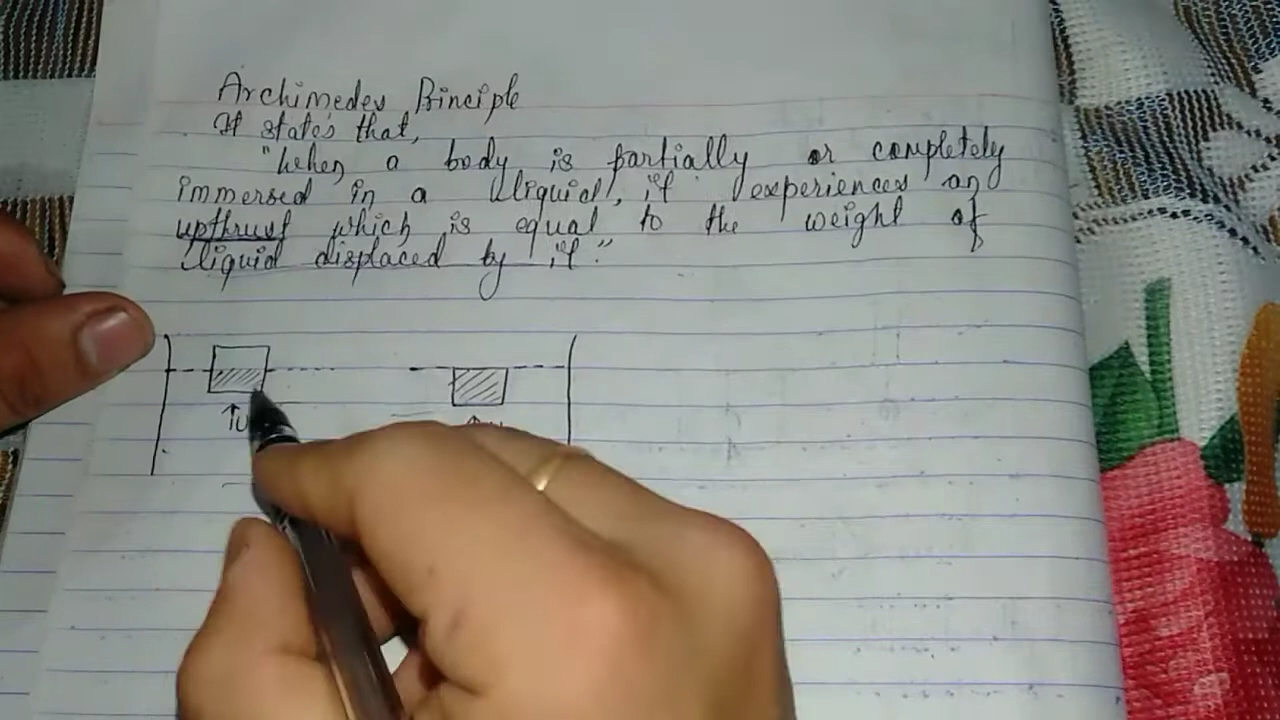 Archimedes Principle
It states that,
"When a body is partially or completely
immersed in a liquid, it experiences an
upthrust which is equal to the weight of
liquid displaced by it."
↑U